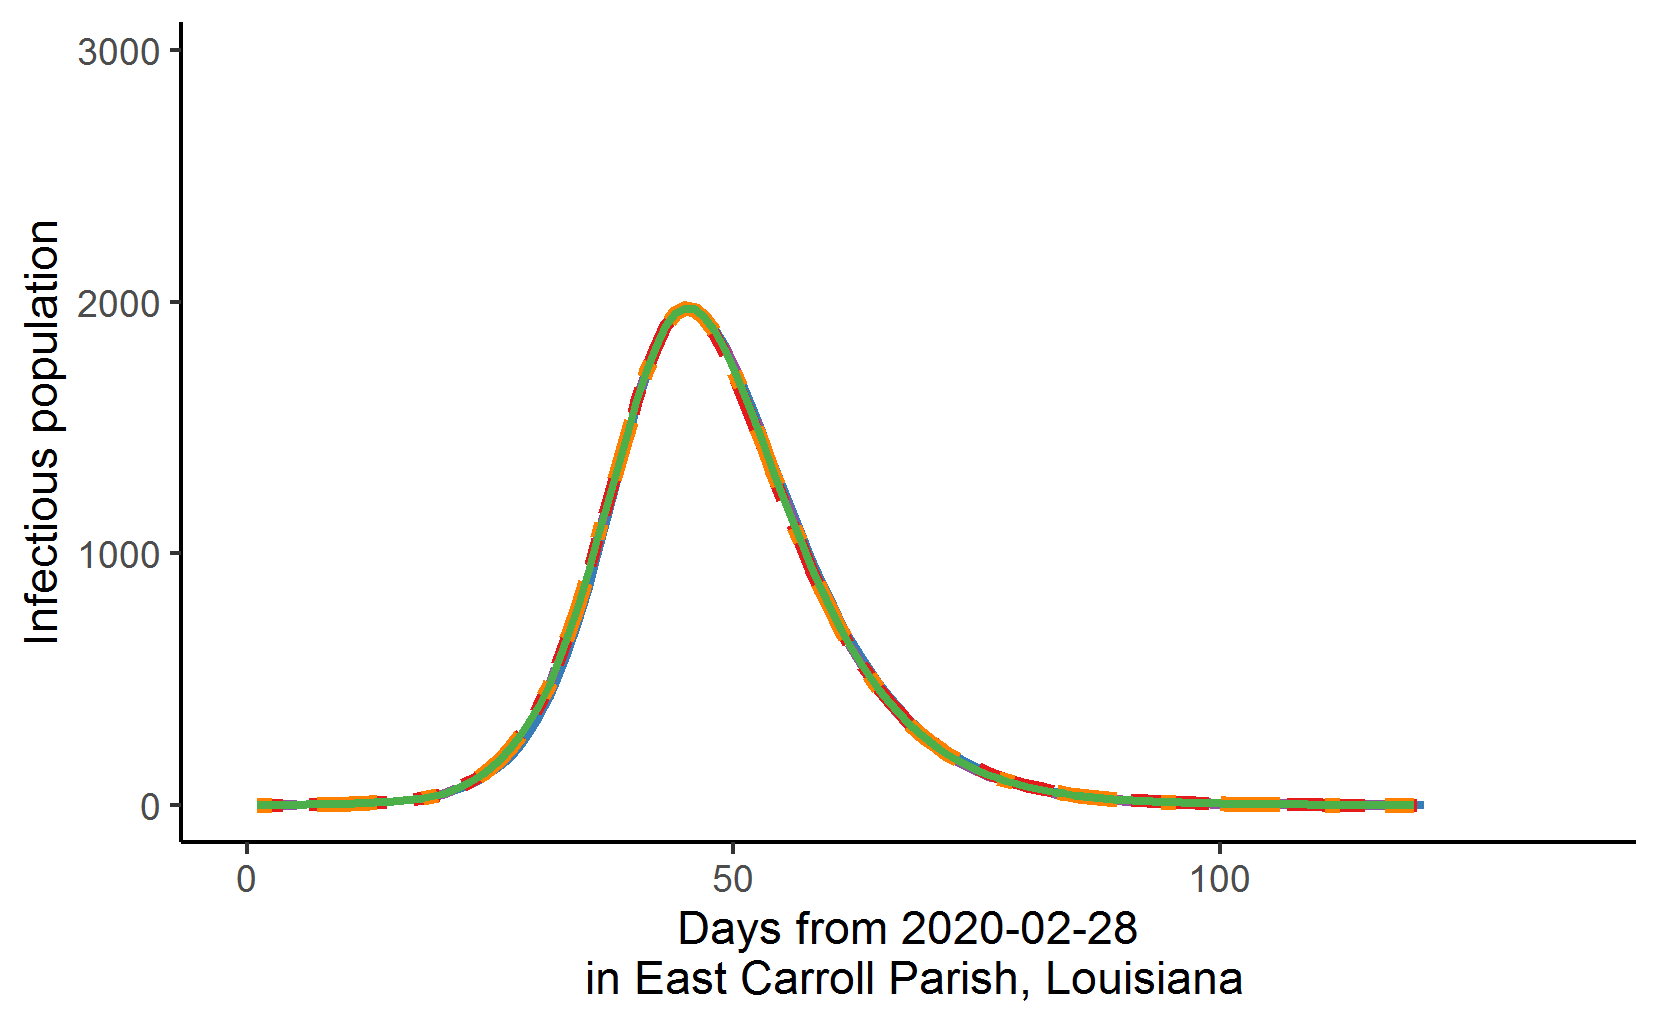 3000
2000
1000
0
Infectious population
0 50 100
Days from 2020-02-28
in East Carroll Parish, Louisiana